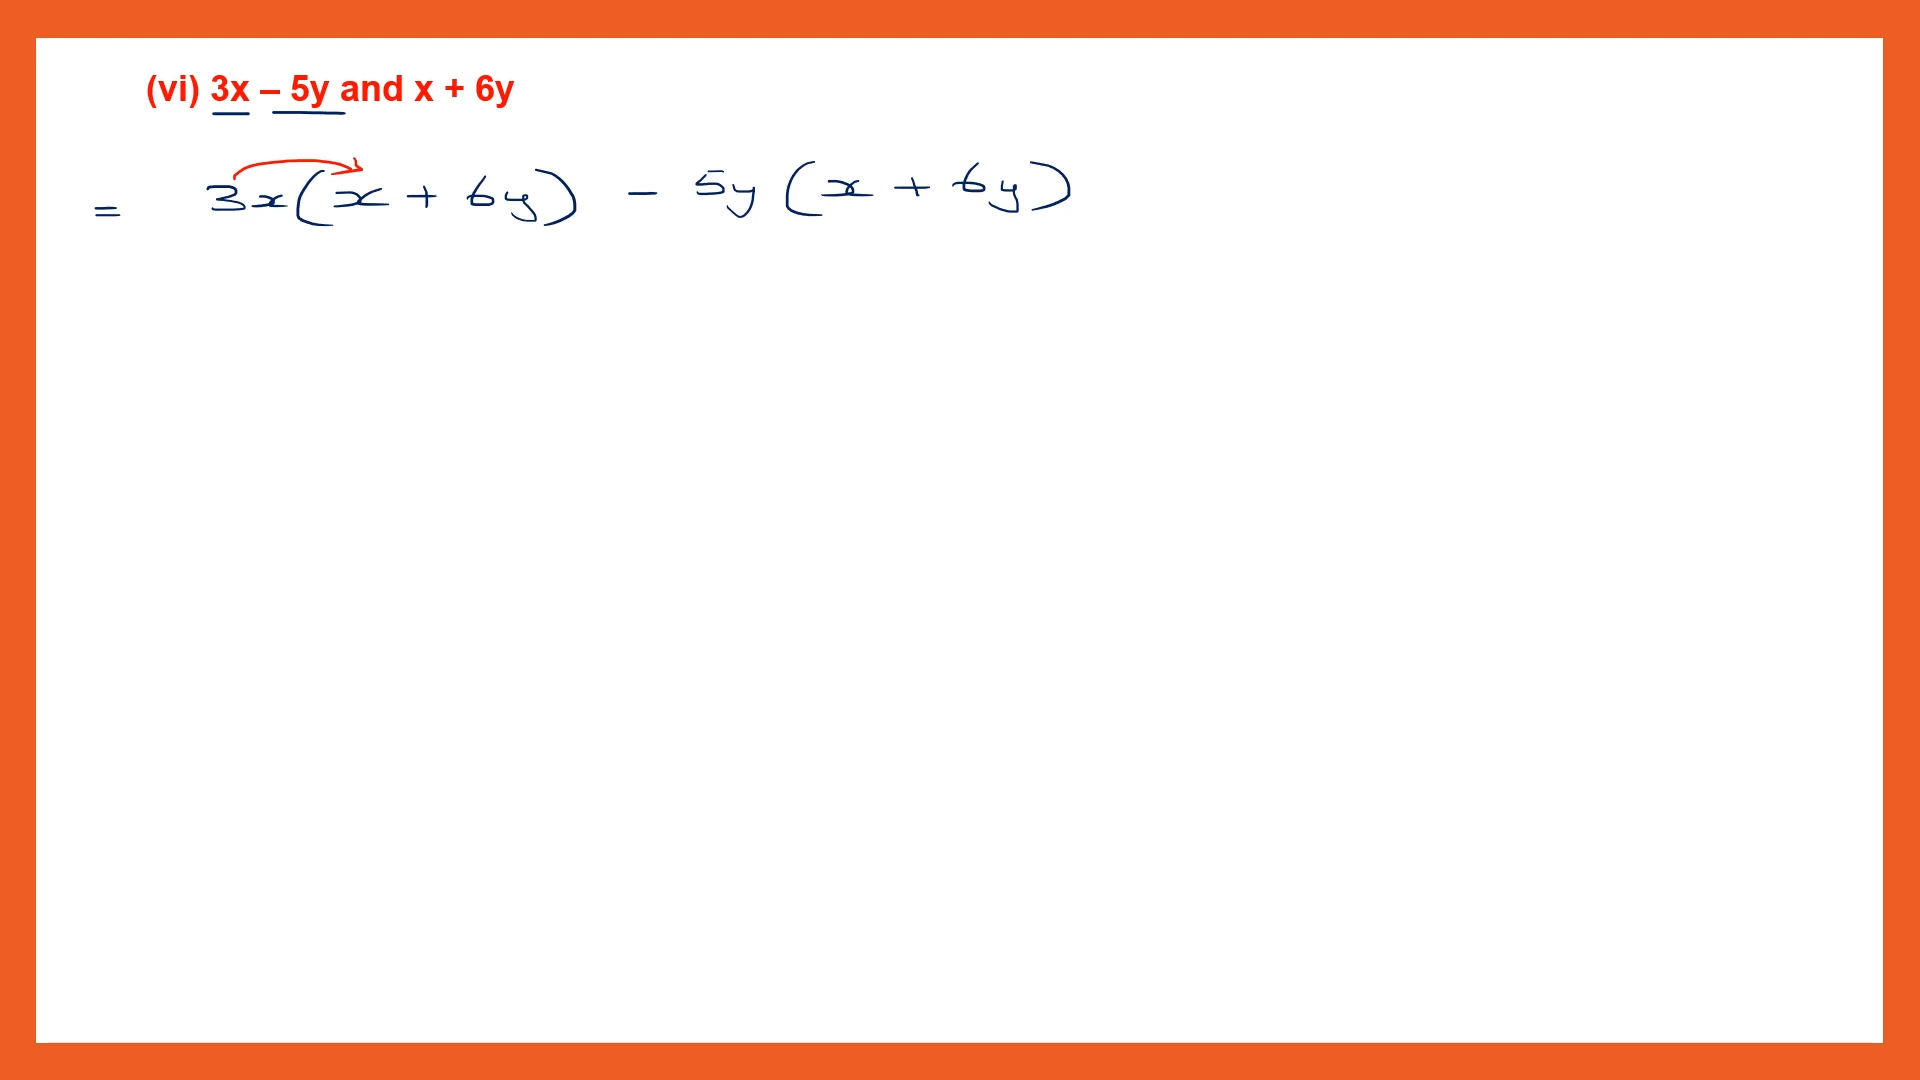 (vi) 3x – 5y and x + 6y
= 3x(x + 6y) - 5y(x + 6y)